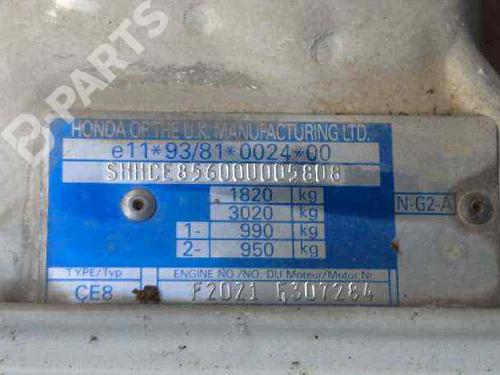 B-PARTS
HONDA OF THE U.K. MANUFACTURING LTD.
e11*93/81*0024*00
SHHCE85600U005808
1820 kg
3020 kg
1- 990 kg
2- 950 kg
N-G2-A
TYPE/Typ ENGINE NO./NO. DU Moteur/Motor Nr.
CE8 F20Z1 6307284